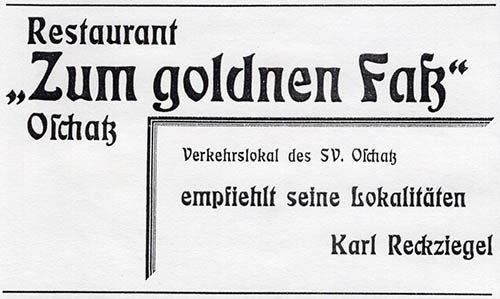 Restaurant
„Zum goldnen Faß“
Oſchatz
Verkehrslokal des SV. Oſchatz
empfiehlt seine Lokalitäten
Karl Reckziegel